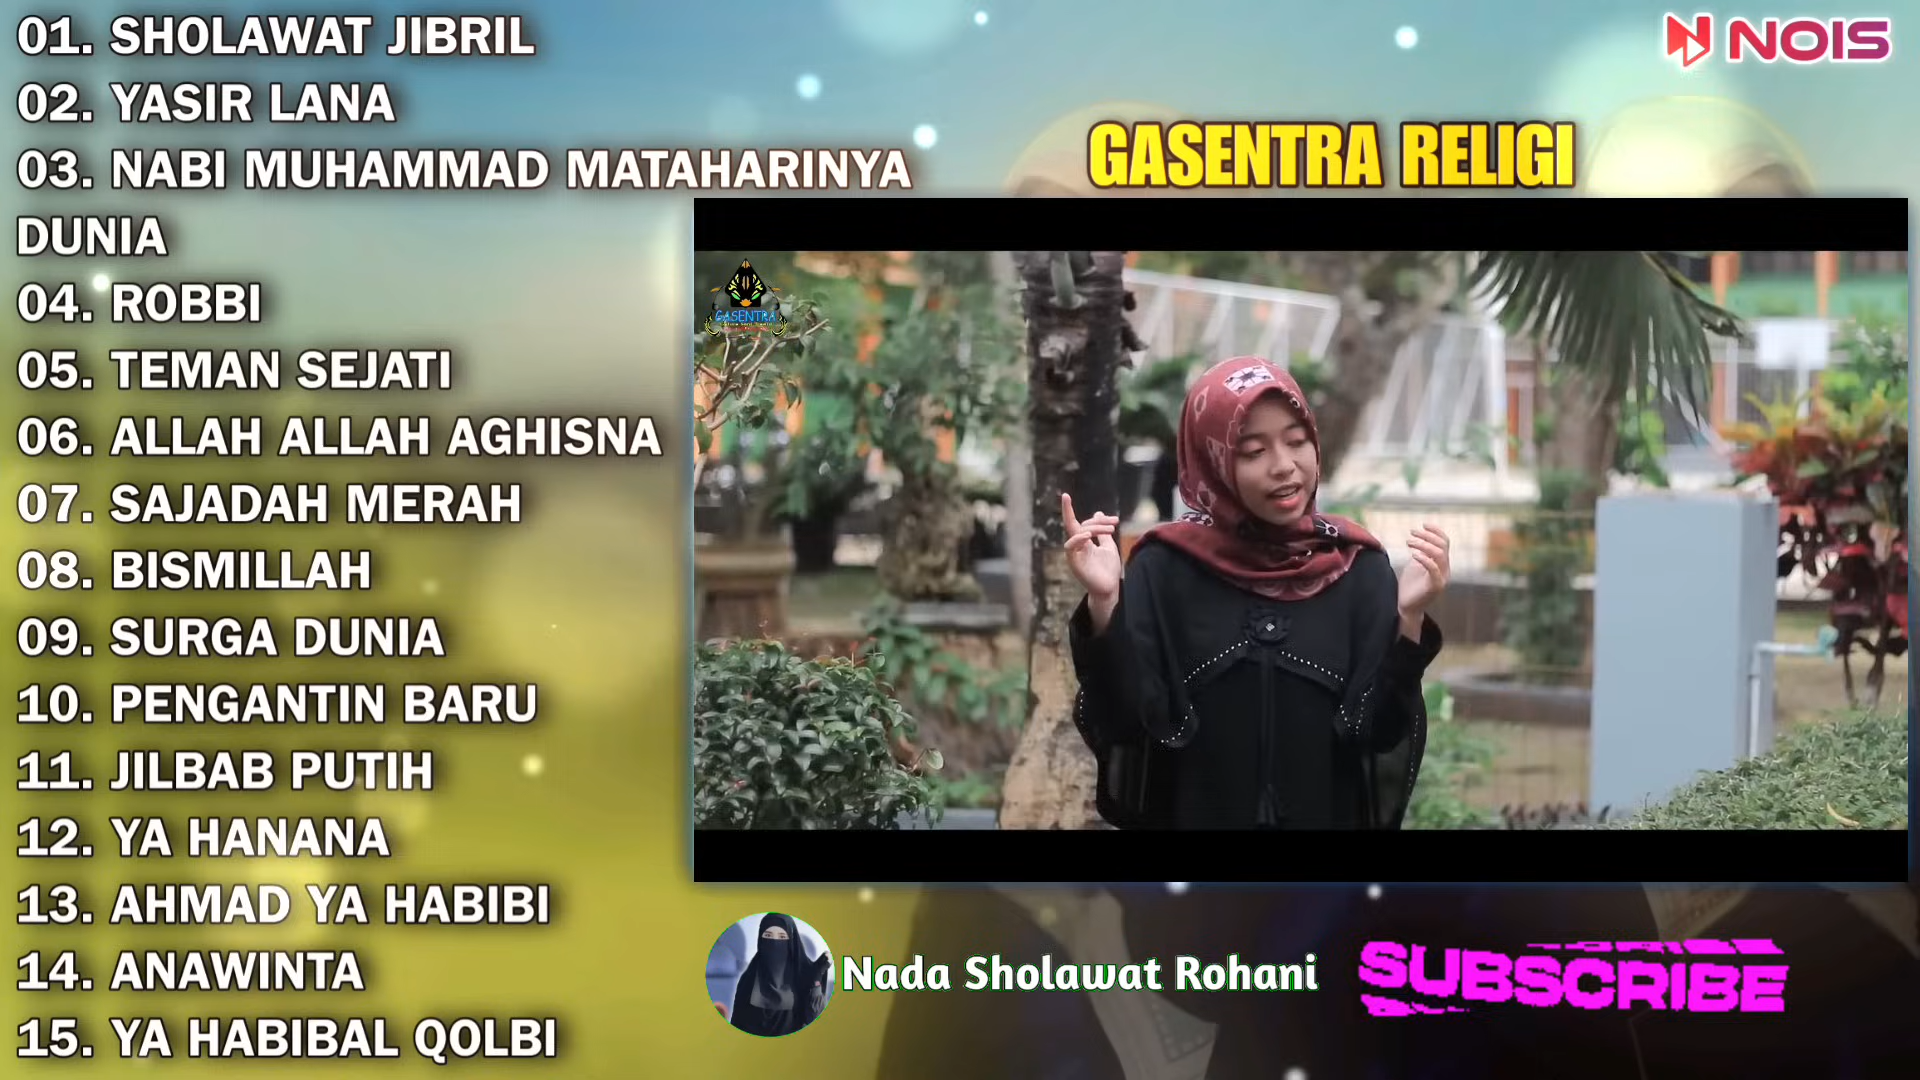 01. SHOLAWAT JIBRIL
02. YASIR LANA
03. NABI MUHAMMAD MATAHARINYA
DUNIA
04. ROBBI
05. TEMAN SEJATI
06. ALLAH ALLAH AGHISNA
07. SAJADAH MERAH
08. BISMILLAH
09. SURGA DUNIA
10. PENGANTIN BARU
11. JILBAB PUTIH
12. YA HANANA
13. AHMAD YA HABIBI
14. ANAWINTA
15. YA HABIBAL QOLBI
NOIS
GASENTRA RELIGI
GASENTRA
Nada Sholawat Rohani
SUBSCRIBE